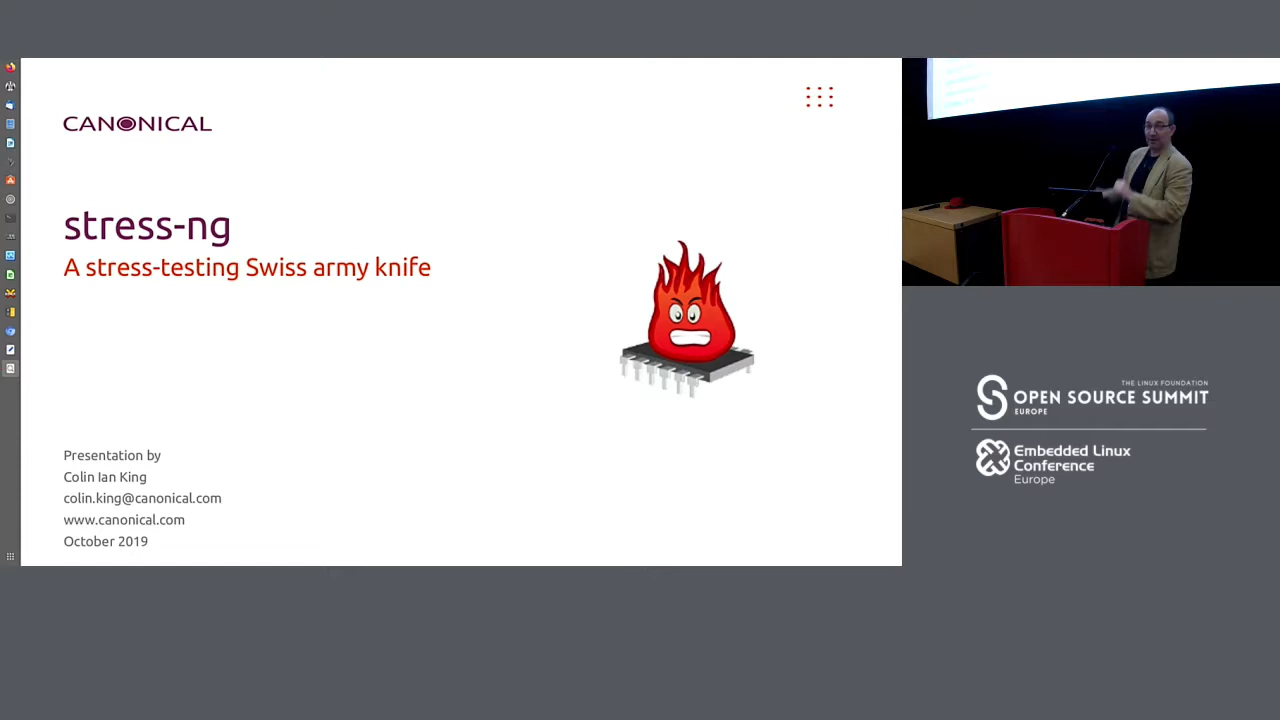 CANONICAL
stress-ng
A stress-testing Swiss army knife
Presentation by
Colin Ian King
colin.king@canonical.com
www.canonical.com
October 2019
THE LINUX FOUNDATION
OPEN SOURCE SUMMIT
EUROPE
Embedded Linux
Conference
Europe